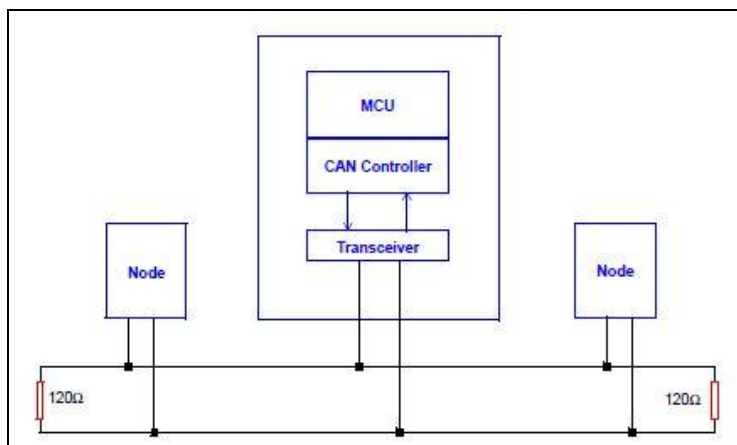 MCU
CAN Controller
Transceiver
Node
Node
120Ω
120Ω